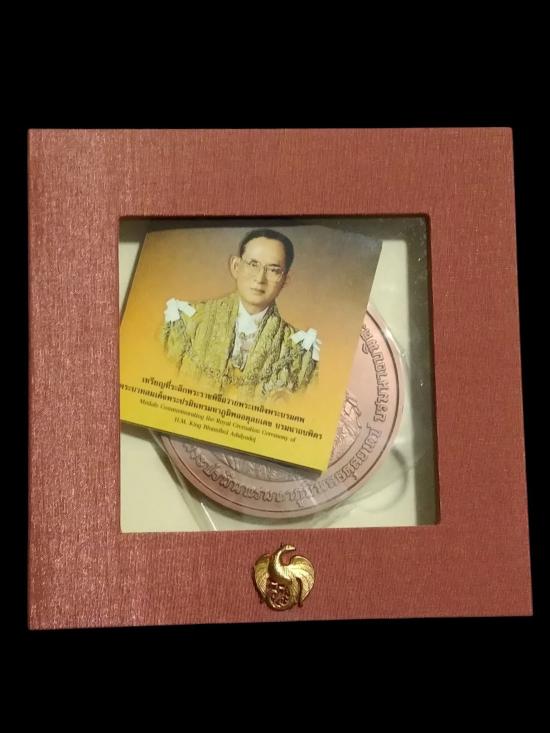 เหรียญที่ระลึกพระราชพิธีถวายพระเพลิงพระบรมศพ
พระบาทสมเด็จพระปรมินทรมหาภูมิพลอดุลยเดช บรมนาถบพิตร
Medals Commemorating the Royal Cremation Ceremony of
H.M. King Bhumibol Adulyadej